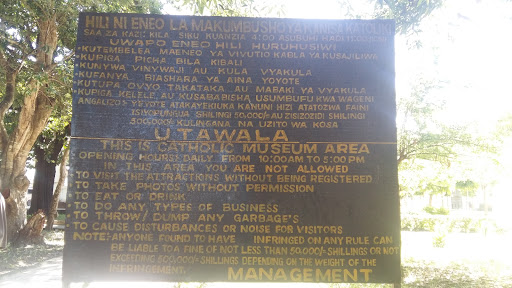 HILI NI ENEO LA MAKUMBUSHO YA KANISA KATOLIKI
SAA ZA KAZI: KILA SIKU KUANZIA 4:00 ASUBUHI HADI 11:00 JIONI
UWAPO ENEO HILI HURUHUSIWI
-KUTEMBELEA MAENEO YA VIVUTIO KABLA YA KUSAJILIWA
-KUPIGA PICHA BILA KIBALI
-KUNYWA VINYWAJI AU KULA VYAKULA
-KUFANYA BIASHARA YA AINA YOYOTE
-KUTUPA OVYO TAKATAKA AU MABAKI YA VYAKULA
-KUPIGA KELELE AU KUSABABISHA USUMBUFU KWA WAGENI
ANGALIZO:- YEYOTE ATAKAYEKIUKA KANUNI HIZI ATATOZWA FAINI
ISIYOPUNGUA SHILINGI 50,000/- AU ZISIZOZIDI SHILINGI
500,000/- KULINGANA NA UZITO WA KOSA
UTAWALA
THIS IS CATHOLIC MUSEUM AREA
OPENING HOURS: DAILY FROM 10:00AM TO 5:00PM
IN THIS AREA YOU ARE NOT ALLOWED
-TO VISIT THE ATTRACTIONS WITHOUT BEING REGISTERED
-TO TAKE PHOTOS WITHOUT PERMISSION
-TO EAT OR DRINK
-TO DO ANY TYPES OF BUSINESS
-TO THROW/ DUMP ANY GARBAGE'S
-TO CAUSE DISTURBANCES OR NOISE FOR VISITORS
NOTE:-ANYONE FOUND TO HAVE INFRINGED ON ANY RULE CAN
BE LIABLE TO A FINE OF NOT LESS THAN 50,000/- SHILLINGS OR NOT
EXCEEDING 500,000/- SHILLINGS DEPENDING ON THE WEIGHT OF THE
INFRINGEMENT. MANAGEMENT